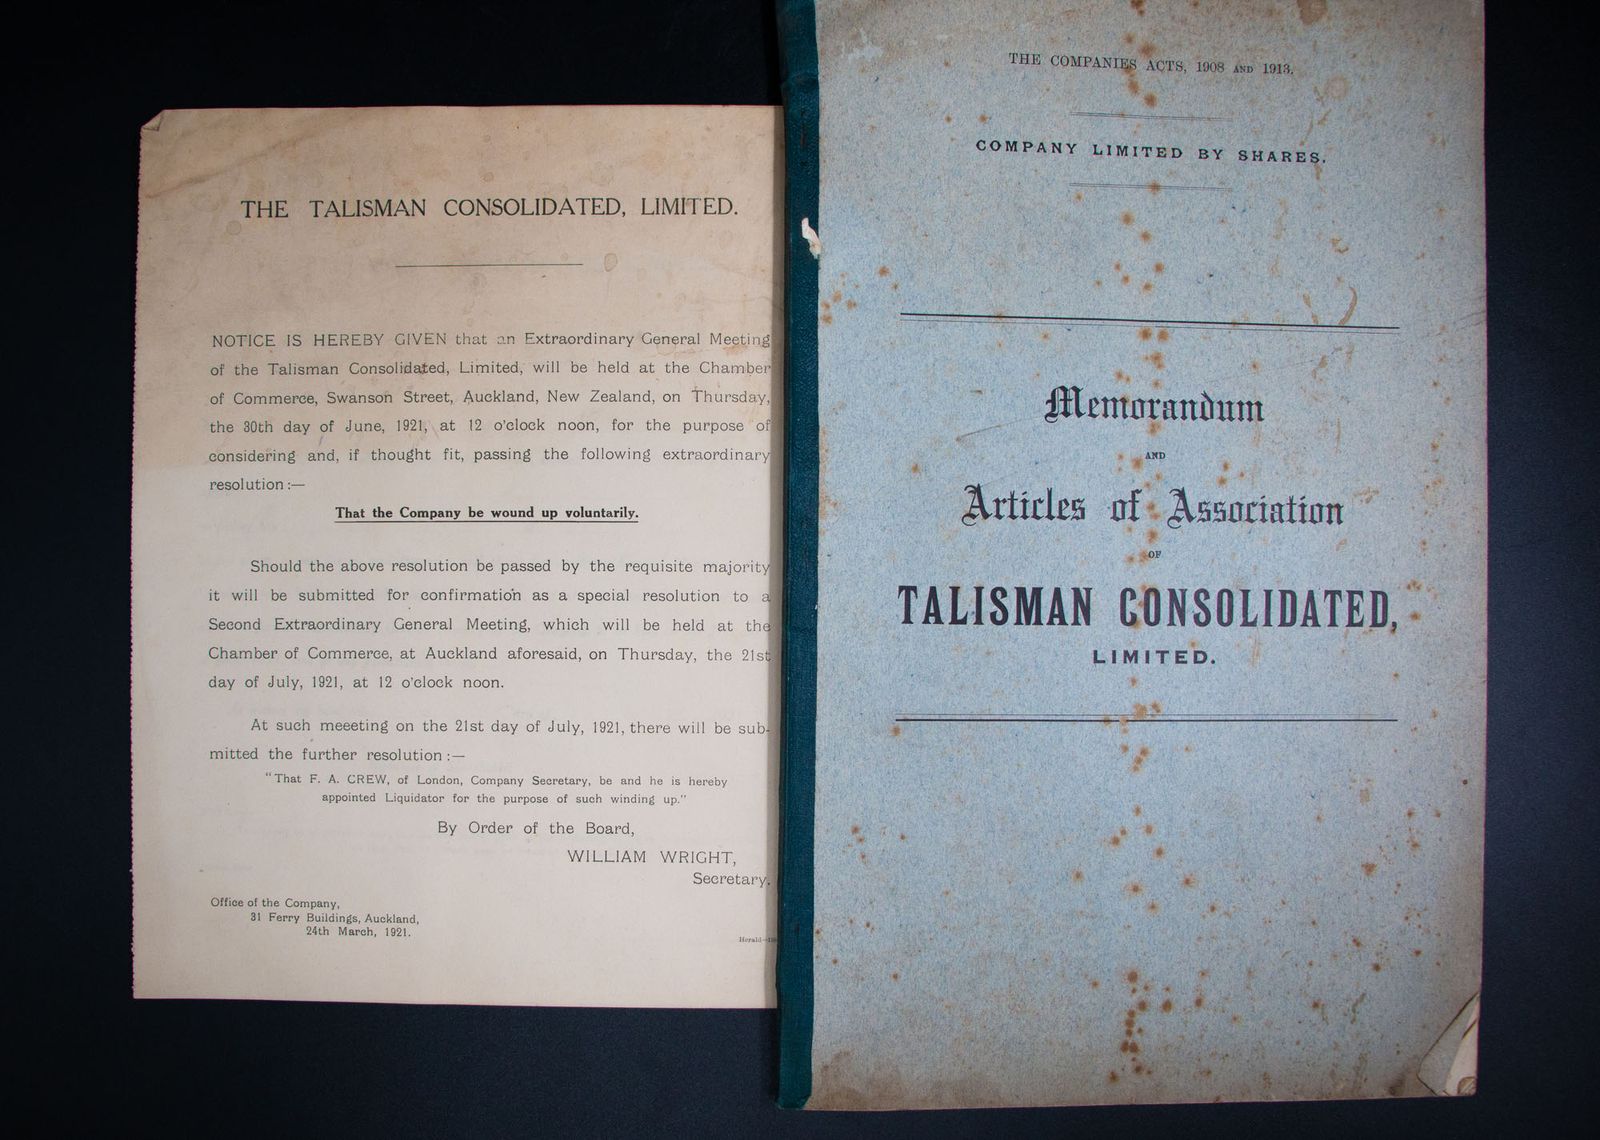 THE TALISMAN CONSOLIDATED, LIMITED.
NOTICE IS HEREBY GIVEN that an Extraordinary General Meeting
of the Talisman Consolidated, Limited, will be held at the Chamber
of Commerce, Swanson Street, Auckland, New Zealand, on Thursday,
the 30th day of June, 1921, at 12 o'clock noon, for the purpose of
considering and, if thought fit, passing the following extraordinary
resolution :—
That the Company be wound up voluntarily.
Should the above resolution be passed by the requisite majority
it will be submitted for confirmation as a special resolution to a
Second Extraordinary General Meeting, which will be held at the
Chamber of Commerce, at Auckland aforesaid, on Thursday, the 21st
day of July, 1921, at 12 o'clock noon.
At such meeeting on the 21st day of July, 1921, there will be sub-
mitted the further resolution :—
"That F. A. CREW, of London, Company Secretary, be and he is hereby
appointed Liquidator for the purpose of such winding up."
By Order of the Board,
WILLIAM WRIGHT,
Secretary.
Office of the Company,
31 Ferry Buildings, Auckland,
24th March, 1921.
Herald
THE COMPANIES ACTS, 1908 AND 1913.
COMPANY LIMITED BY SHARES.
Memorandum
AND
Articles of Association
OF
TALISMAN CONSOLIDATED,
LIMITED.